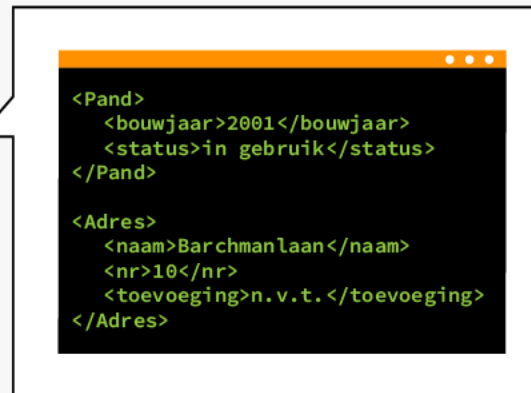 <Pand>
<bouwjaar>2001</bouwjaar>
<status>in gebruik</status>
</Pand>
<Adres>
<naam>Barchmanlaan</naam>
<nr>10</nr>
<toevoeging>n.v.t.</toevoeging>
</Adres>